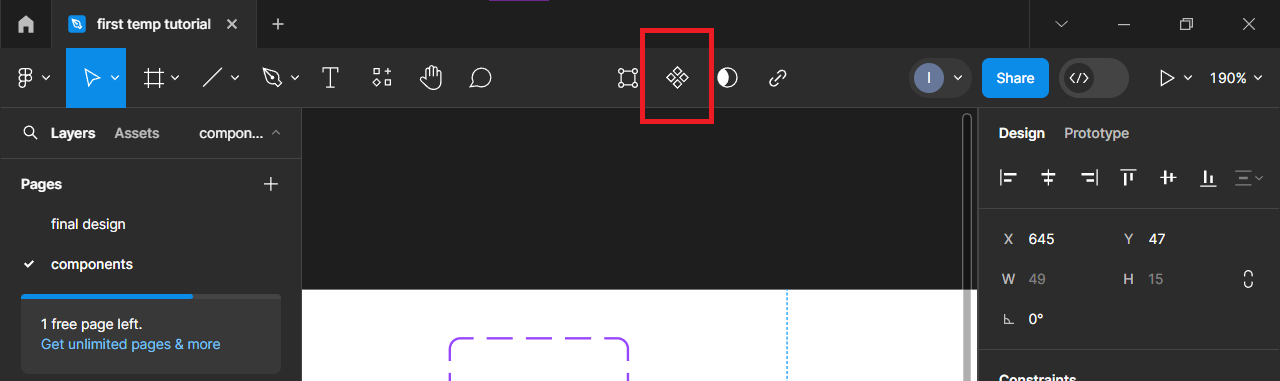 first temp tutorial
I
Share
190%
Layers
Assets
compon...
Design
Prototype
Pages
final design
X 645
Y 47
components
W 49
H 15
1 free page left.
0°
Get unlimited pages & more
Constraints